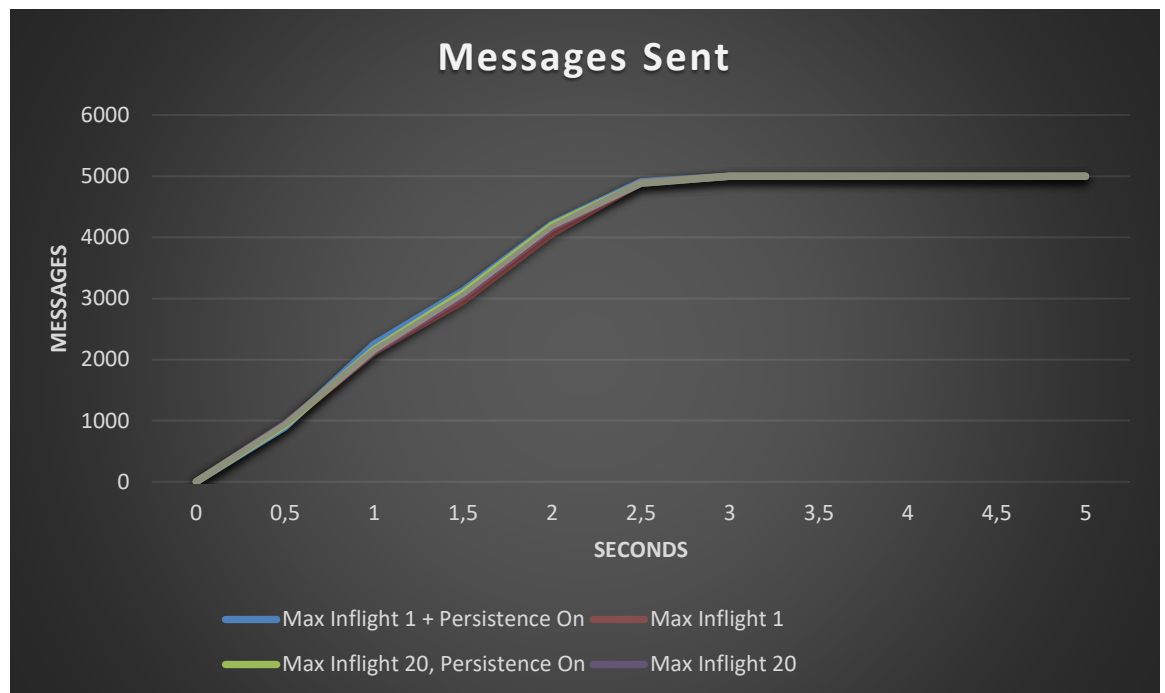 Messages Sent
6000
5000
4000
3000
2000
1000
0
MESSAGES
0 0,5 1 1,5 2 2,5 3 3,5 4 4,5 5
SECONDS
Max Inflight 1 + Persistence On Max Inflight 1
Max Inflight 20, Persistence On Max Inflight 20